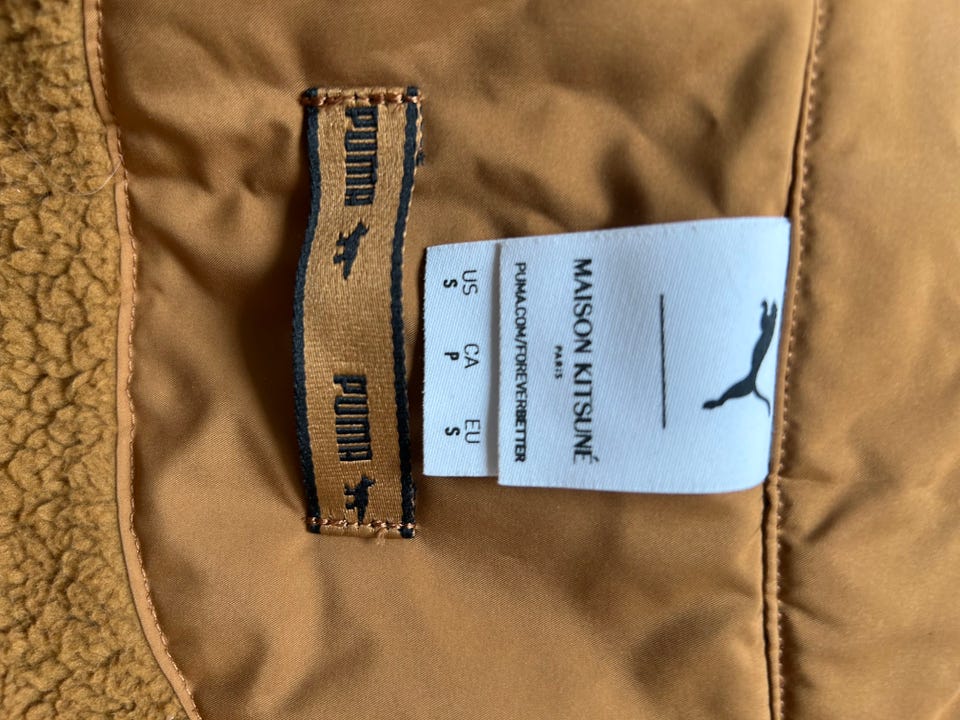 PUMA PUMA
MAISON KITSUNÉ
PARIS
PUMA.COM/FOREVERBETTER
US CA EU
S P S